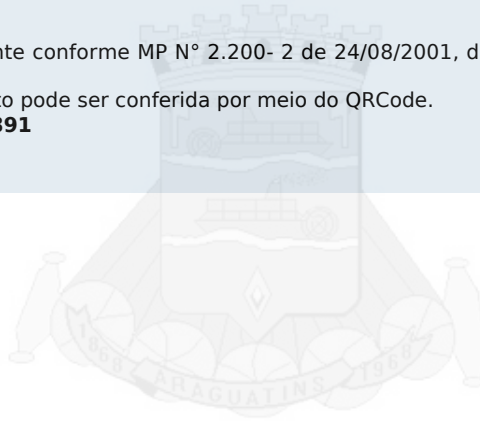 nte conforme MP N° 2.200- 2 de 24/08/2001, d
to pode ser conferida por meio do QRCode.
391
1868 ARAGUATINS 1960